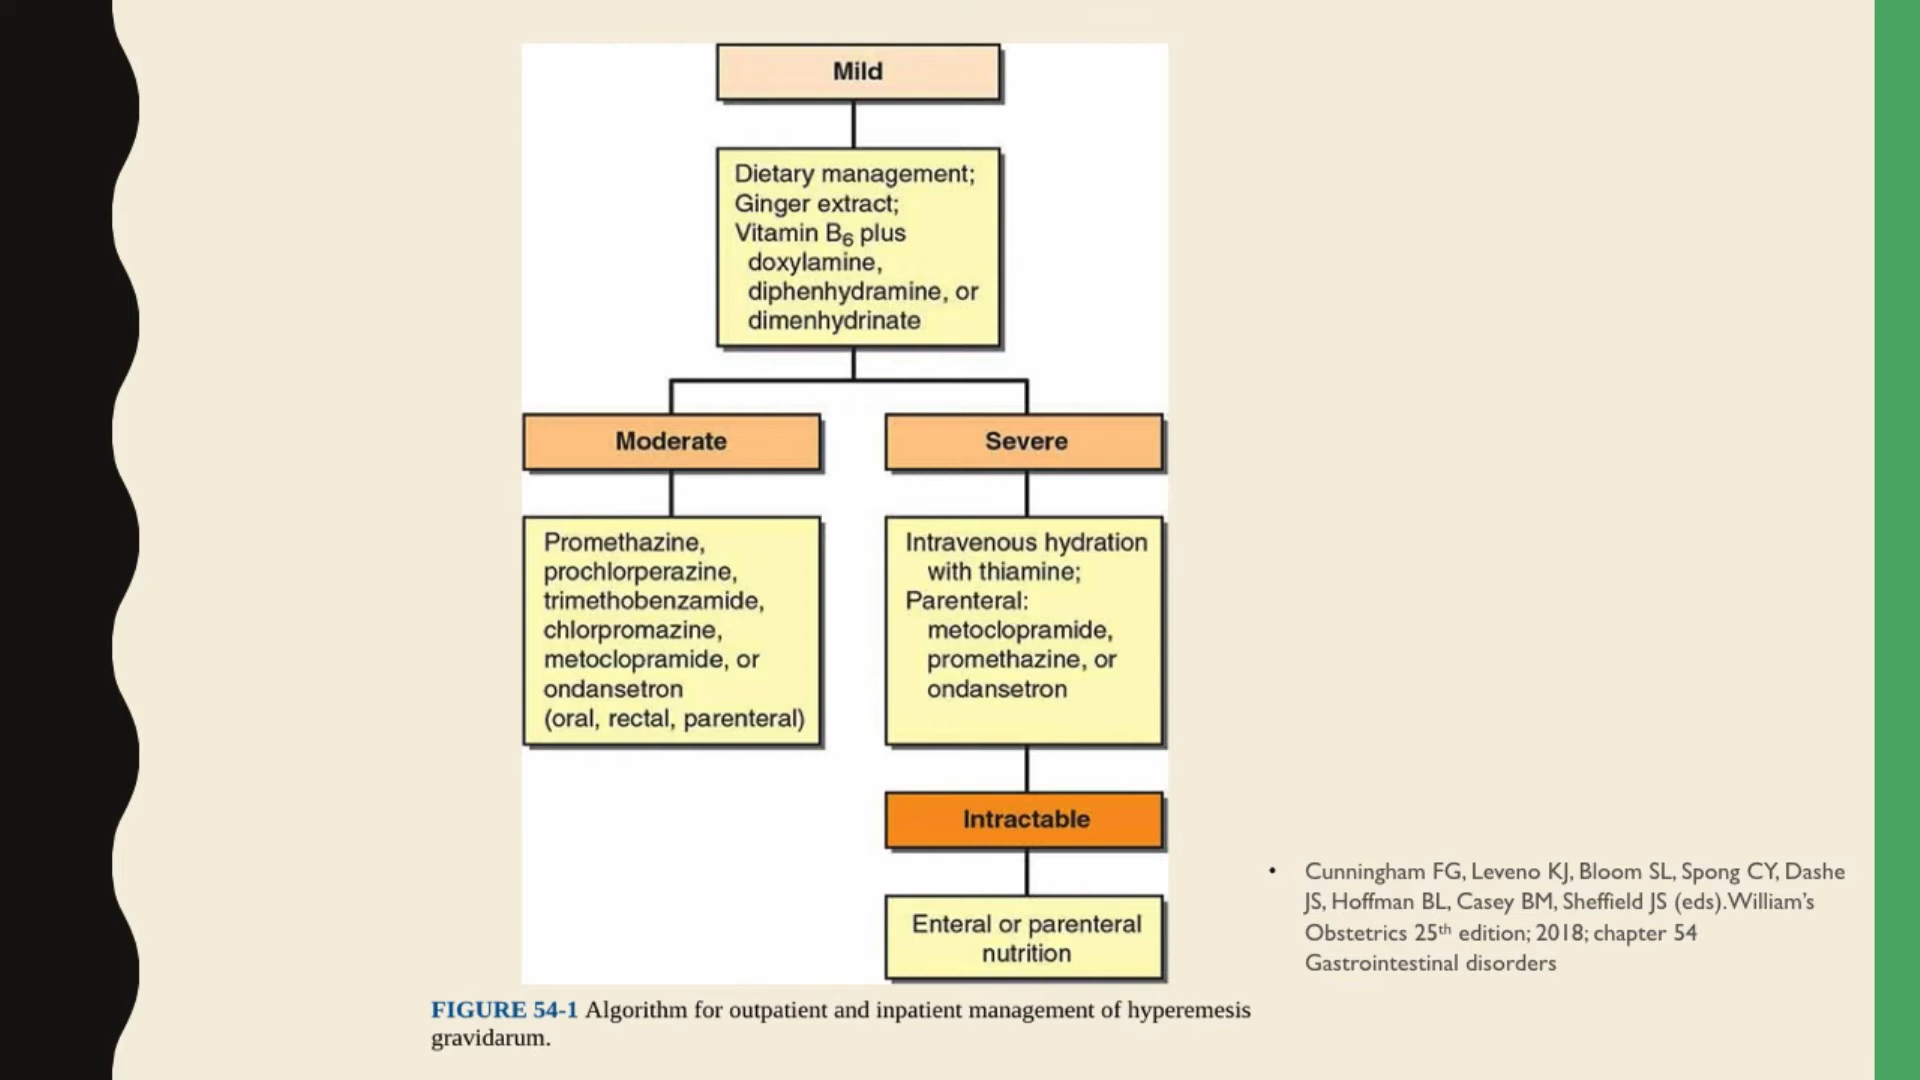 Mild
Dietary management;
Ginger extract;
Vitamin B₆ plus
doxylamine,
diphenhydramine, or
dimenhydrinate
Moderate
Severe
Promethazine,
prochlorperazine,
trimethobenzamide,
chlorpromazine,
metoclopramide, or
ondansetron
(oral, rectal, parenteral)
Intravenous hydration
with thiamine;
Parenteral:
metoclopramide,
promethazine, or
ondansetron
Intractable
Enteral or parenteral
nutrition
• Cunningham FG, Leveno KJ, Bloom SL, Spong CY, Dashe
JS, Hoffman BL, Casey BM, Sheffield JS (eds).William’s
Obstetrics 25ᵗʰ edition; 2018; chapter 54
Gastrointestinal disorders
FIGURE 54-1 Algorithm for outpatient and inpatient management of hyperemesis
gravidarum.